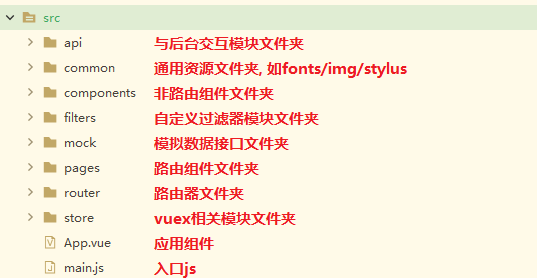 src
api 与后台交互模块文件夹
common 通用资源文件夹, 如fonts/img/stylus
components 非路由组件文件夹
filters 自定义过滤器模块文件夹
mock 模拟数据接口文件夹
pages 路由组件文件夹
router 路由器文件夹
store vuex相关模块文件夹
App.vue 应用组件
main.js 入口js